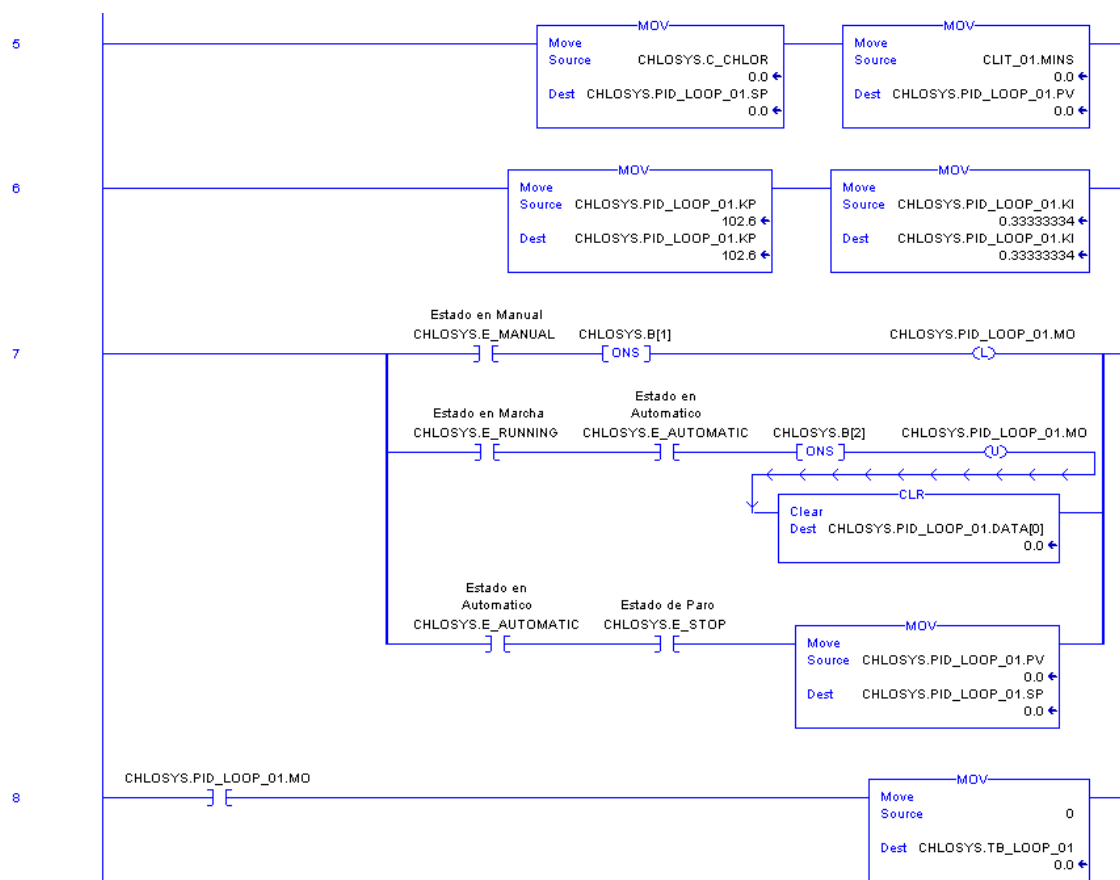 5
MOV
Move
Source CHLOSYS.C_CHLOR
0.0
Dest CHLOSYS.PID_LOOP_01.SP
0.0
MOV
Move
Source CLIT_01.MINS
0.0
Dest CHLOSYS.PID_LOOP_01.PV
0.0
6
MOV
Move
Source CHLOSYS.PID_LOOP_01.KP
102.6
Dest CHLOSYS.PID_LOOP_01.KP
102.6
MOV
Move
Source CHLOSYS.PID_LOOP_01.KI
0.33333334
Dest CHLOSYS.PID_LOOP_01.KI
0.33333334
7
Estado en Manual
CHLOSYS.E_MANUAL
CHLOSYS.B[1]
ONS
CHLOSYS.PID_LOOP_01.MO
L
Estado en Marcha
CHLOSYS.E_RUNNING
Estado en
Automatico
CHLOSYS.E_AUTOMATIC
CHLOSYS.B[2]
ONS
CHLOSYS.PID_LOOP_01.MO
U
CLR
Clear
Dest CHLOSYS.PID_LOOP_01.DATA[0]
0.0
Estado en
Automatico
CHLOSYS.E_AUTOMATIC
Estado de Paro
CHLOSYS.E_STOP
MOV
Move
Source CHLOSYS.PID_LOOP_01.PV
0.0
Dest CHLOSYS.PID_LOOP_01.SP
0.0
8
CHLOSYS.PID_LOOP_01.MO
MOV
Move
Source 0
Dest CHLOSYS.TB_LOOP_01
0.0